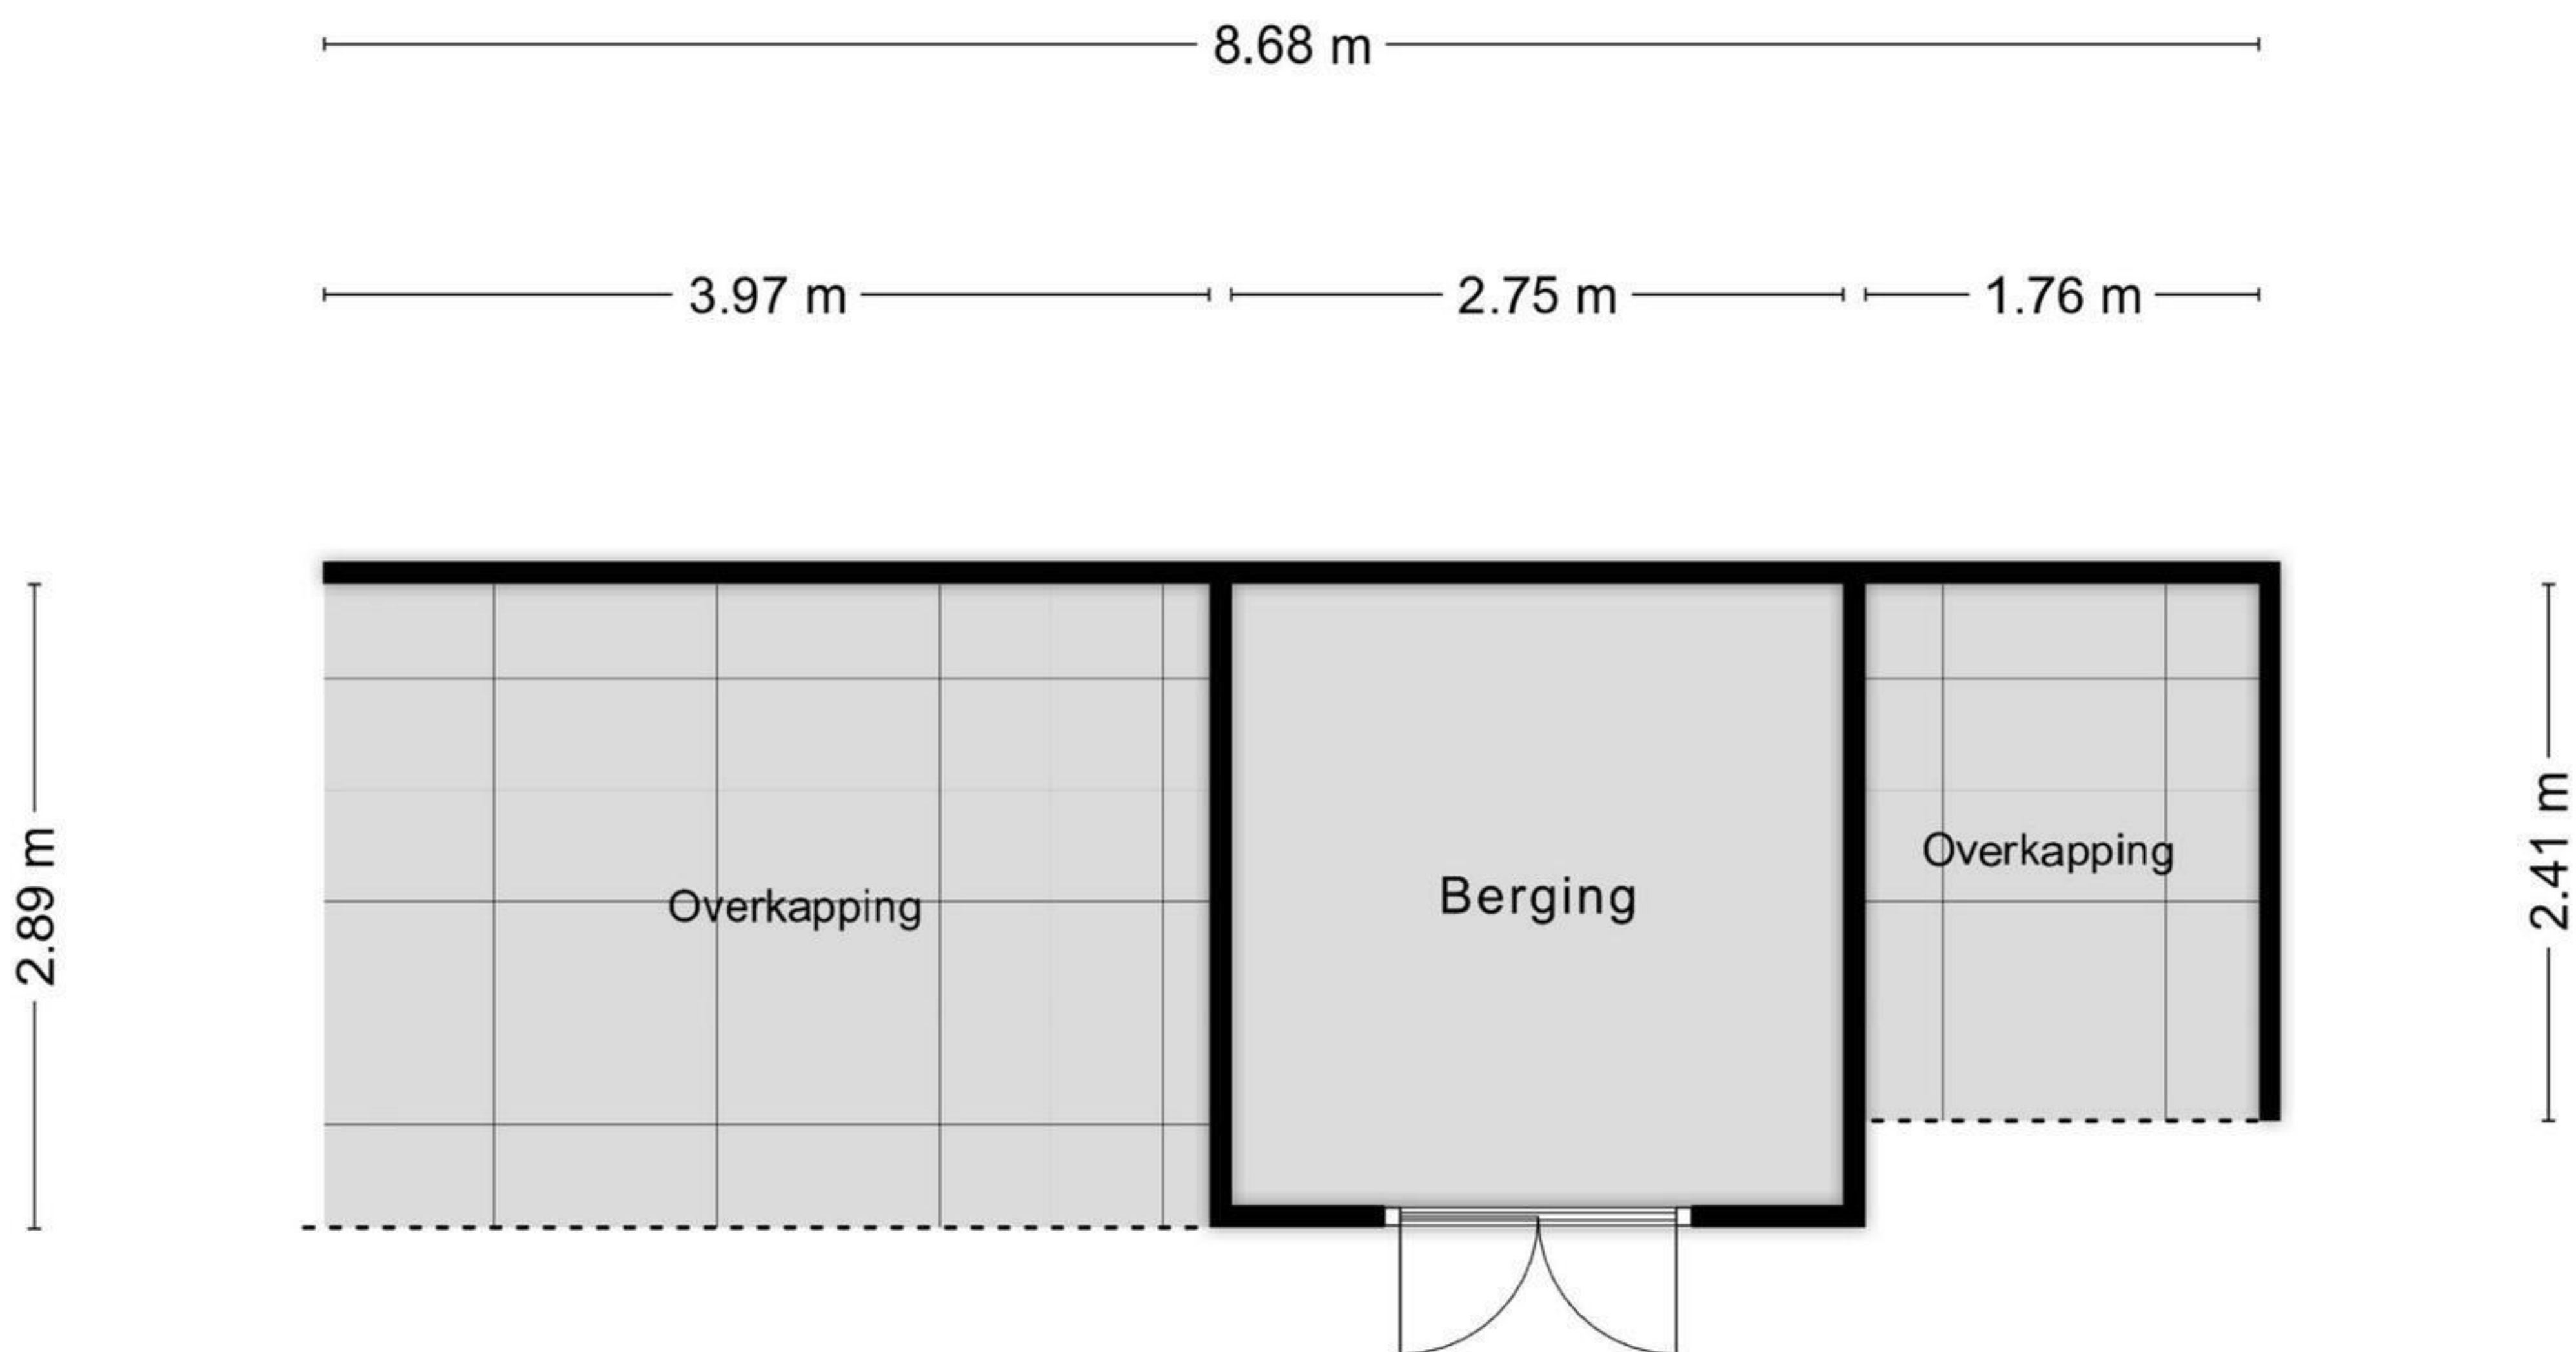 8.68 m
3.97 m
2.75 m
1.76 m
2.89 m
Overkapping
Berging
Overkapping
2.41 m